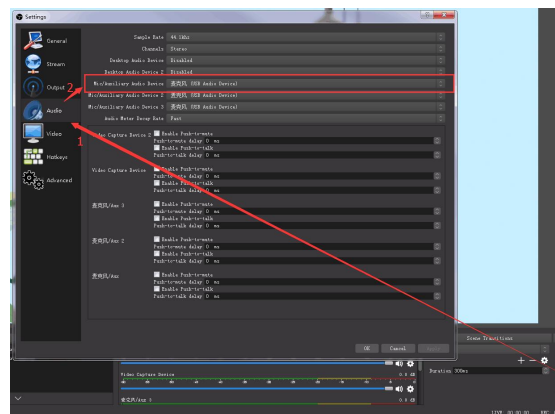 Settings
General
Stream
Output
Audio
Video
Hotkeys
Advanced
2
1
Sample Rate 44.1khz
Channels Stereo
Desktop Audio Device Disabled
Desktop Audio Device 2 Disabled
Mic/Auxiliary Audio Device 麦克风 (USB Audio Device)
Mic/Auxiliary Audio Device 2 麦克风 (USB Audio Device)
Mic/Auxiliary Audio Device 3 麦克风 (USB Audio Device)
Audio Meter Decay Rate Fast
Capture Device 2 Enable Push-to-mute
Push-to-mute delay 0 ms
Enable Push-to-talk
Push-to-talk delay 0 ms
Video Capture Device Enable Push-to-mute
Push-to-mute delay 0 ms
Enable Push-to-talk
Push-to-talk delay 0 ms
麦克风/Aux 3 Enable Push-to-mute
Push-to-mute delay 0 ms
Enable Push-to-talk
Push-to-talk delay 0 ms
麦克风/Aux 2 Enable Push-to-mute
Push-to-mute delay 0 ms
Enable Push-to-talk
Push-to-talk delay 0 ms
麦克风/Aux Enable Push-to-mute
Push-to-mute delay 0 ms
Enable Push-to-talk
Push-to-talk delay 0 ms
OK Cancel Apply
Scene Transitions
Duration 300ms
Video Capture Device 0.0 dB
麦克风/Aux 3 0.0 dB
LIVE: 00:00:00